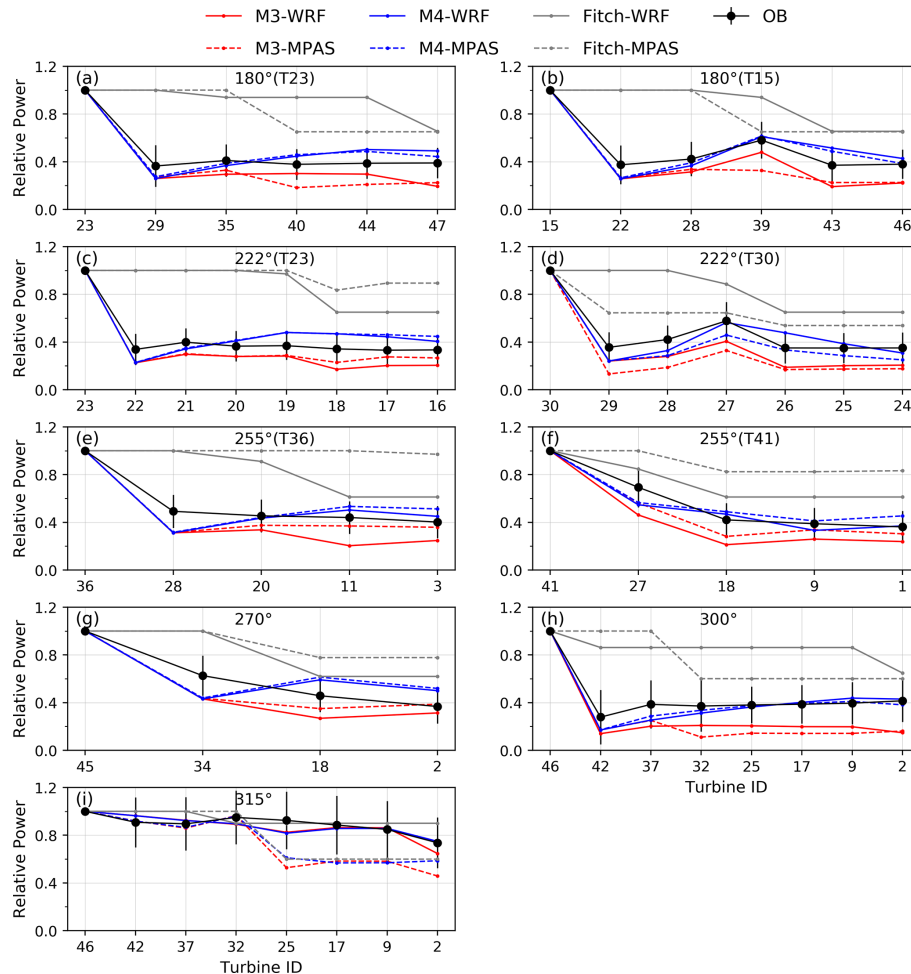 M3-WRF M4-WRF Fitch-WRF OB
M3-MPAS M4-MPAS Fitch-MPAS
(a) 180°(T23)
Relative Power
1.2
0.8
0.4
0.0
23 29 35 40 44 47
(b) 180°(T15)
1.2
0.8
0.4
0.0
15 22 28 39 43 46
(c) 222°(T23)
Relative Power
1.2
0.8
0.4
0.0
23 22 21 20 19 18 17 16
(d) 222°(T30)
1.2
0.8
0.4
0.0
30 29 28 27 26 25 24
(e) 255°(T36)
Relative Power
1.2
0.8
0.4
0.0
36 28 20 11 3
(f) 255°(T41)
1.2
0.8
0.4
0.0
41 27 18 9 1
(g) 270°
Relative Power
1.2
0.8
0.4
0.0
45 34 18 2
(h) 300°
1.2
0.8
0.4
0.0
46 42 37 32 25 17 9 2
Turbine ID
(i) 315°
Relative Power
1.2
0.8
0.4
0.0
46 42 37 32 25 17 9 2
Turbine ID